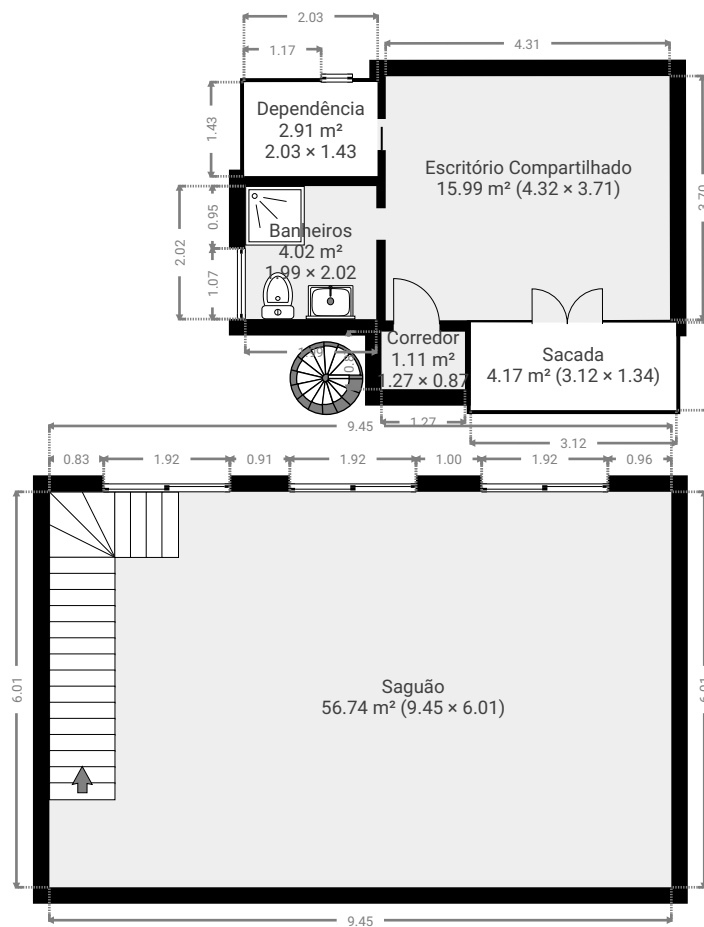 2.03
1.17
4.31
Dependência
2.91 m²
2.03 × 1.43
1.43
Escritório Compartilhado
15.99 m² (4.32 × 3.71)
3.70
0.95
2.02
1.07
Banheiros
4.02 m²
1.99 × 2.02
1.99
Corredor
1.11 m²
1.27 × 0.87
1.27
Sacada
4.17 m² (3.12 × 1.34)
3.12
9.45
0.83
1.92
0.91
1.92
1.00
1.92
0.96
6.01
Saguão
56.74 m² (9.45 × 6.01)
6.01
9.45